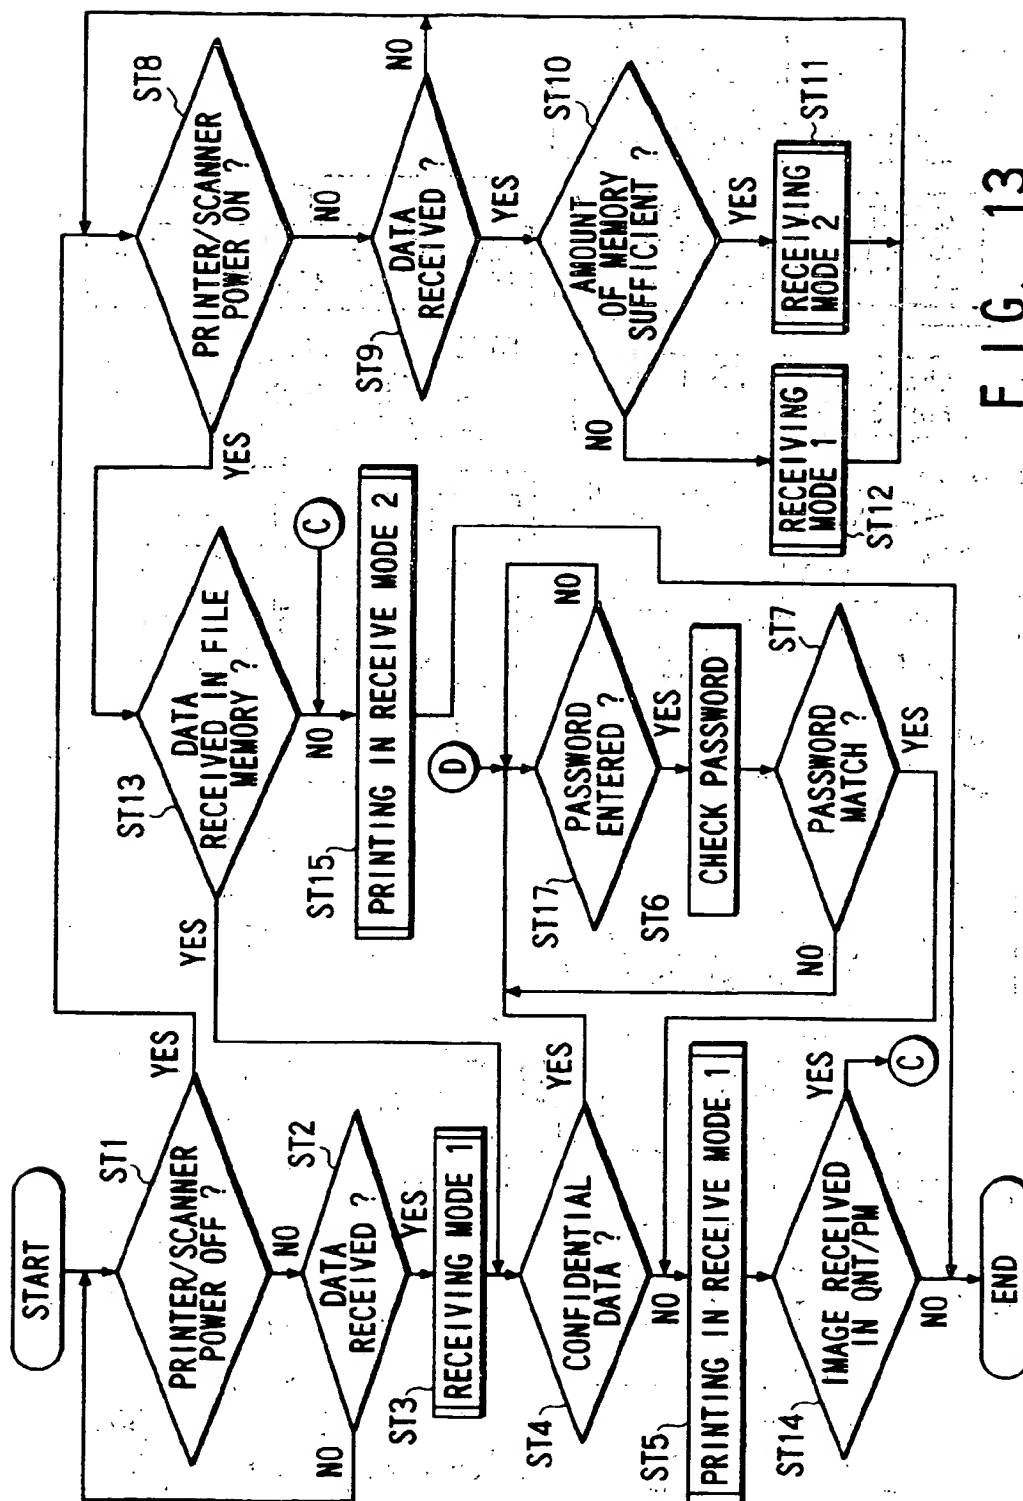 START
ST1
PRINTER/SCANNER
POWER OFF ?
YES
NO
ST2
DATA
RECEIVED ?
NO
YES
ST3
RECEIVING MODE 1
ST4
CONFIDENTIAL
DATA ?
YES
NO
ST5
PRINTING IN RECEIVE MODE 1
ST14
IMAGE RECEIVED
IN QNT/PM
YES
C
NO
END
ST13
DATA
RECEIVED IN FILE
MEMORY ?
YES
NO
C
ST15
PRINTING IN RECEIVE MODE 2
D
ST17
PASSWORD
ENTERED ?
NO
YES
ST6
CHECK PASSWORD
ST7
PASSWORD
MATCH ?
NO
YES
ST8
PRINTER/SCANNER
POWER ON ?
YES
NO
ST9
DATA
RECEIVED ?
NO
YES
ST10
AMOUNT
OF MEMORY
SUFFICIENT ?
NO
YES
RECEIVING
MODE 1
ST12
RECEIVING
MODE 2
ST11
FIG. 13